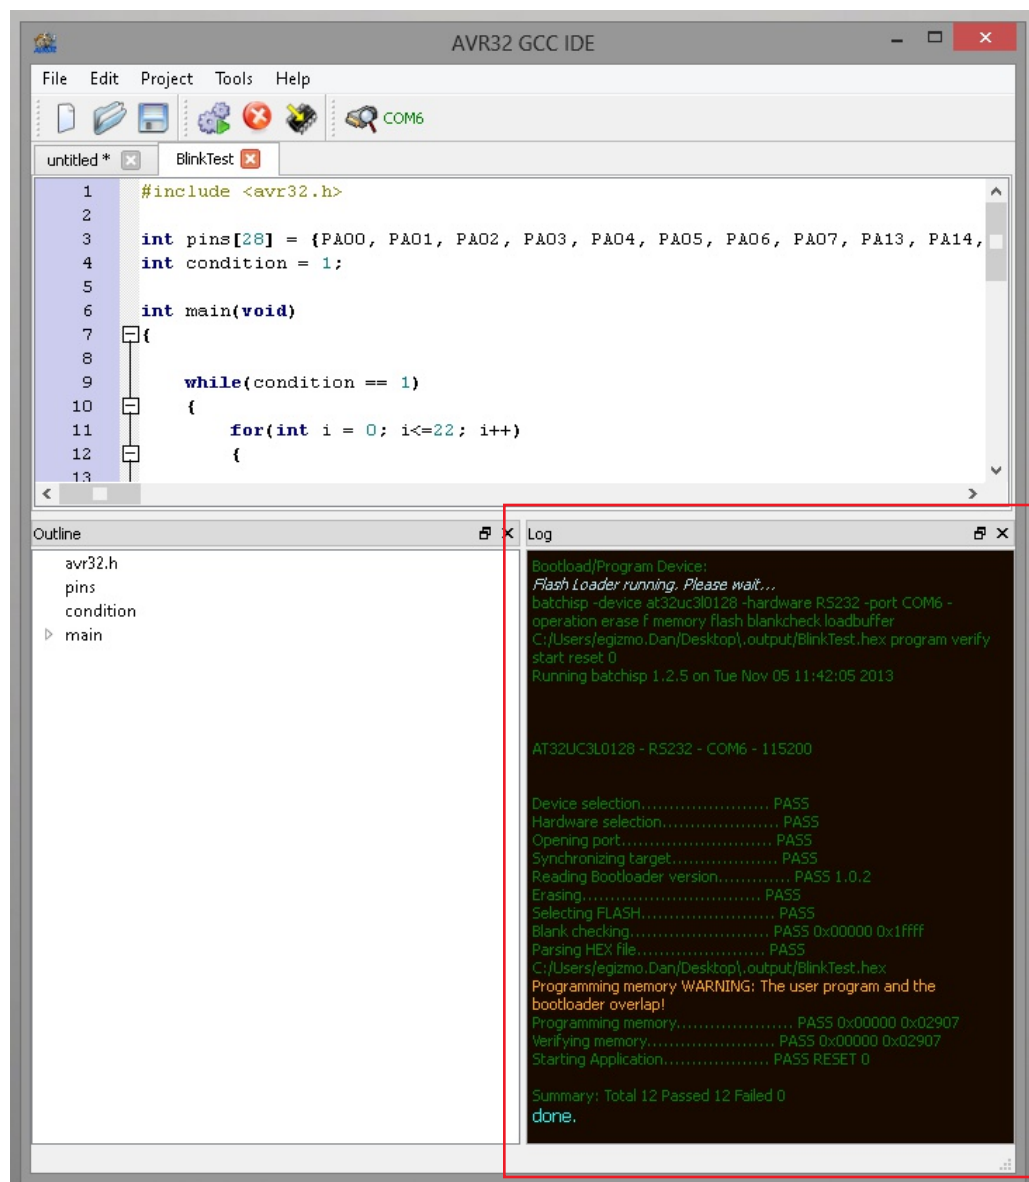 AVR32 GCC IDE
File Edit Project Tools Help
COM6
untitled * BlinkTest
1 #include <avr32.h>
2
3 int pins[28] = {PA00, PA01, PA02, PA03, PA04, PA05, PA06, PA07, PA13, PA14,
4 int condition = 1;
5
6 int main(void)
7 {
8
9 while(condition == 1)
10 {
11 for(int i = 0; i<=22; i++)
12 {
13
Outline
avr32.h
pins
condition
main
Log
Bootload/Program Device:
Flash Loader running. Please wait...
batchisp -device at32uc3l0128 -hardware RS232 -port COM6 -
operation erase f memory flash blankcheck loadbuffer
C:/Users/egizmo.Dan/Desktop\.output/BlinkTest.hex program verify
start reset 0
Running batchisp 1.2.5 on Tue Nov 05 11:42:05 2013
AT32UC3L0128 - RS232 - COM6 - 115200
Device selection....................... PASS
Hardware selection..................... PASS
Opening port........................... PASS
Synchronizing target................... PASS
Reading Bootloader version............. PASS 1.0.2
Erasing................................ PASS
Selecting FLASH........................ PASS
Blank checking......................... PASS 0x00000 0x1ffff
Parsing HEX file....................... PASS
C:/Users/egizmo.Dan/Desktop\.output/BlinkTest.hex
Programming memory WARNING: The user program and the
bootloader overlap!
Programming memory..................... PASS 0x00000 0x02907
Verifying memory....................... PASS 0x00000 0x02907
Starting Application................... PASS RESET 0
Summary: Total 12 Passed 12 Failed 0
done.